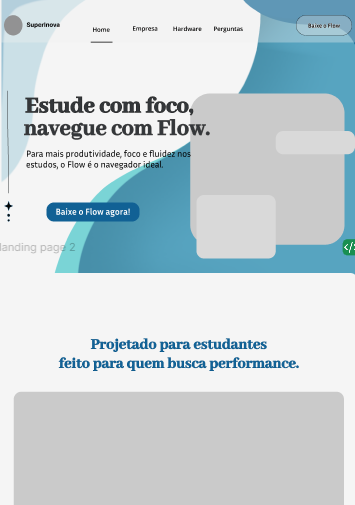 Superinova
Home
Empresa
Hardware
Perguntas
Baixe o Flow
Estude com foco,
navegue com Flow.
Para mais produtividade, foco e fluidez nos
estudos, o Flow é o navegador ideal.
Baixe o Flow agora!
landing page 2
</>
Projetado para estudantes
feito para quem busca performance.